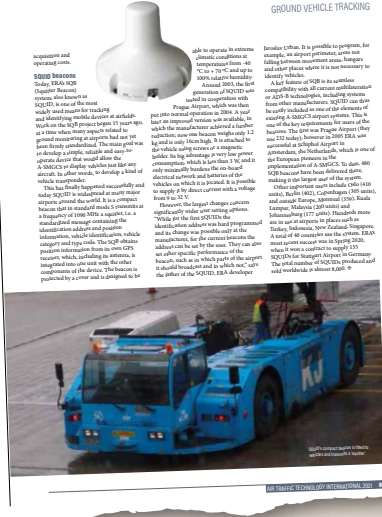 GROUND VEHICLE TRACKING
acquisition and
operating costs.
SQUID beacons
Today, ERA's SQB
(Squitter Beacon)
system, also known as
SQUID, is one of the most
widely used means for tracking
and identifying mobile devices at airfields.
Work on the SQB project began 15 years ago,
at a time when many aspects related to
ground monitoring at airports had not yet
been firmly standardized. The main goal was
to develop a simple, reliable and easy-to-
operate device that would allow the
A-SMGCS to display vehicles just like any
aircraft. In other words, to develop a kind of
vehicle transponder.
This has finally happened successfully and
today SQUID is widespread at many major
airports around the world. It is a compact
beacon that in standard mode S transmits at
a frequency of 1090 MHz a squitter, i.e. a
standardized message containing the
identification address and position
information, vehicle identification, vehicle
category and type code. The SQB obtains
position information from its own GPS
receiver, which, including its antenna, is
integrated into one unit with the other
components of the device. The beacon is
protected by a cover and is designed to be
able to operate in extreme
climatic conditions at
temperatures from -40
°C to + 70 °C and up to
100% relative humidity.
Around 2003, the first
generation of SQUID was
tested in cooperation with
Prague Airport, which was then
put into normal operation in 2004. A year
later an improved version was available, in
which the manufacturer achieved a further
reduction; now one beacon weighs only 1.2
kg and is only 16cm high. It is attached to
the vehicle using screws or a magnetic
holder. Its big advantage is very low power
consumption, which is less than 3 W, and it
only minimally burdens the on-board
electrical network and batteries of the
vehicles on which it is located. It is possible
to supply it by direct current with a voltage
from 9 to 32 V.
However, the largest changes concern
significantly wider user setting options.
"While for the first SQUIDs the
identification address was hard programmed
and its change was possible only at the
manufacturer, for the current beacons the
address can be set by the user. They can also
set other specific performance of the
beacon, such as in which parts of the airport
it should broadcast and in which not," says
the father of the SQUID, ERA developer
Jaroslav Urban. It is possible to program, for
example, an airport perimeter, areas not
falling between movement areas, hangars
and other places where it is not necessary to
identify vehicles.
A key feature of SQB is its seamless
compatibility with all current multilateration
or ADS-B technologies, including systems
from other manufacturers. SQUID can thus
be easily included as one of the elements of
existing A-SMGCS airport systems. This is
one of the key requirements for users of the
beacons. The first was Prague Airport (they
use 232 today), however in 2005 ERA was
successful at Schiphol Airport in
Amsterdam, the Netherlands, which is one of
the European pioneers in the
implementation of A-SMGCS. To date, 480
SQB beacons have been delivered there,
making it the largest user of the system.
Other important users include Oslo (410
units), Berlin (402), Copenhagen (305 units),
and outside Europe, Montreal (350), Kuala
Lumpur, Malaysia (209 units) and
Johannesburg (177 units). Hundreds more
are in use at airports in places such as
Turkey, Indonesia, New Zealand, Singapore.
A total of 40 countries use the system. ERA's
most recent success was in Spring 2020,
when it won a contract to supply 135
SQUIDs for Stuttgart Airport in Germany
The total number of SQUIDs produced and
sold worldwide is almost 8,000.
SQUID's compact beacon is fitted to
vehicles and transmits a 'squitter'
AIR TRAFFIC TECHNOLOGY INTERNATIONAL 2021